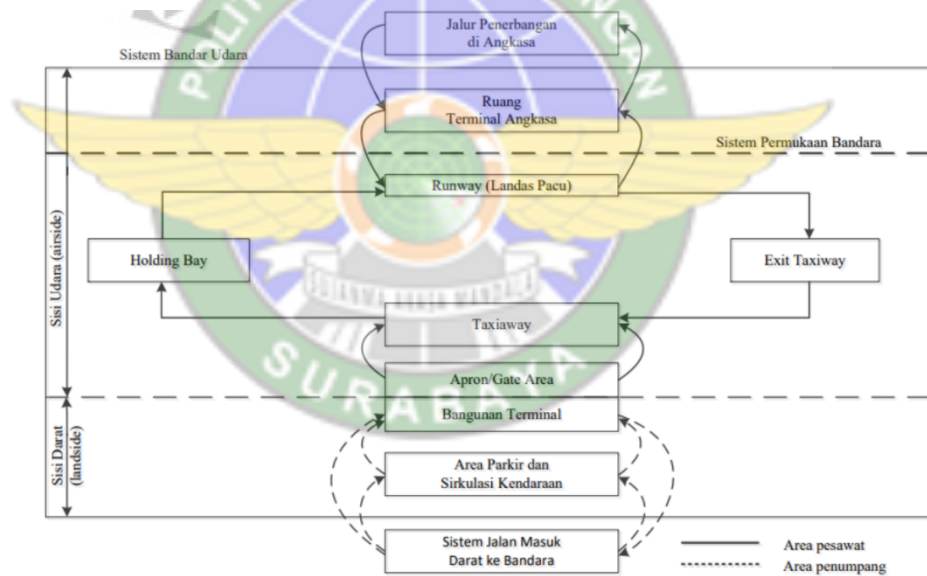 Jalur Penerbangan
di Angkasa
Sistem Bandar Udara
Ruang
Terminal Angkasa
Sistem Permukaan Bandara
Runway (Landas Pacu)
Sisi Udara (airside)
Holding Bay
Exit Taxiway
Taxiaway
Apron/Gate Area
Bangunan Terminal
Sisi Darat
(landside)
Area Parkir dan
Sirkulasi Kendaraan
Sistem Jalan Masuk
Darat ke Bandara
Area pesawat
Area penumpang
SURABAYA